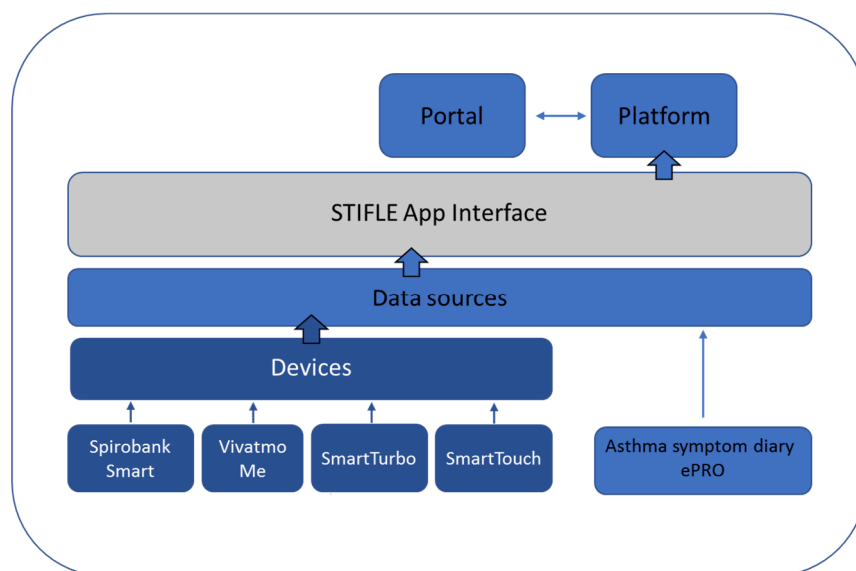 Portal
Platform
STIFLE App Interface
Data sources
Devices
Spirobank
Smart
Vivatmo
Me
SmartTurbo
SmartTouch
Asthma symptom diary
ePRO